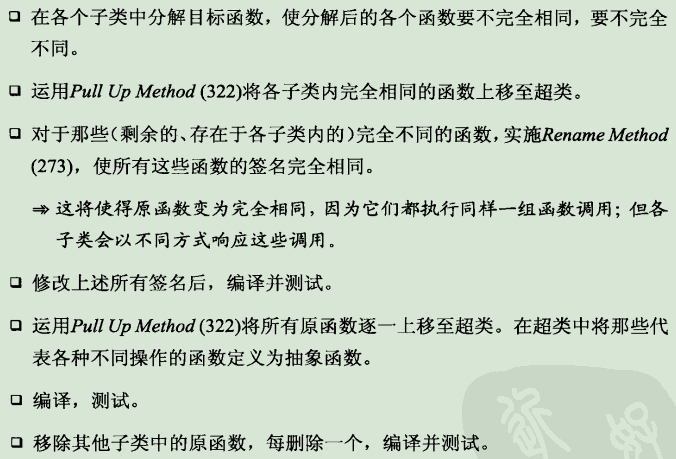 □ 在各个子类中分解目标函数，使分解后的各个函数要不完全相同，要不完全
不同。
□ 运用Pull Up Method (322)将各子类内完全相同的函数上移至超类。
□ 对于那些（剩余的、存在于各子类内的）完全不同的函数，实施Rename Method
(273)，使所有这些函数的签名完全相同。
⇒ 这将使得原函数变为完全相同，因为它们都执行同样一组函数调用；但各
子类会以不同方式响应这些调用。
□ 修改上述所有签名后，编译并测试。
□ 运用Pull Up Method (322)将所有原函数逐一上移至超类。在超类中将那些代
表各种不同操作的函数定义为抽象函数。
□ 编译，测试。
□ 移除其他子类中的原函数，每删除一个，编译并测试。